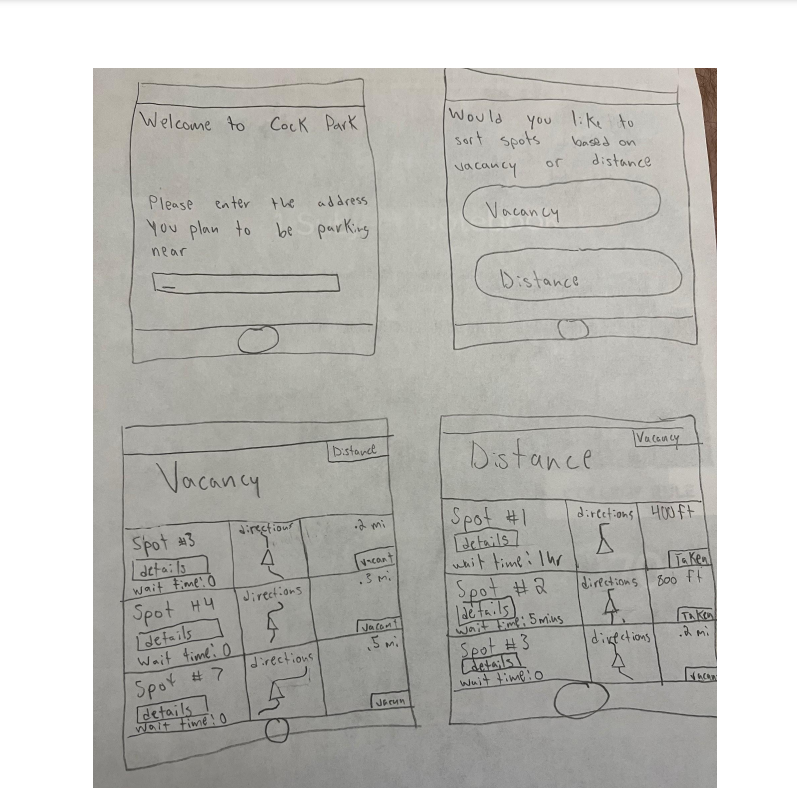 Welcome to Cock Park
Please enter the address
You plan to be parking
near
Would you like to
sort spots based on
vacancy or distance
Vacancy
Distance
Distance
Vacancy
Spot #3
directions
.2 mi
details
vacant
wait time: 0
Spot #4
directions
.3 mi
details
vacant
wait time: 0
Spot #7
directions
.5 mi
details
vacun
wait time: 0
Vacancy
Distance
Spot #1
directions
400 ft
details
Taken
wait time: 1hr
Spot #2
directions
800 ft
details
Taken
wait time: 5mins
Spot #3
directions
.2 mi
details
vacan
wait time: 0